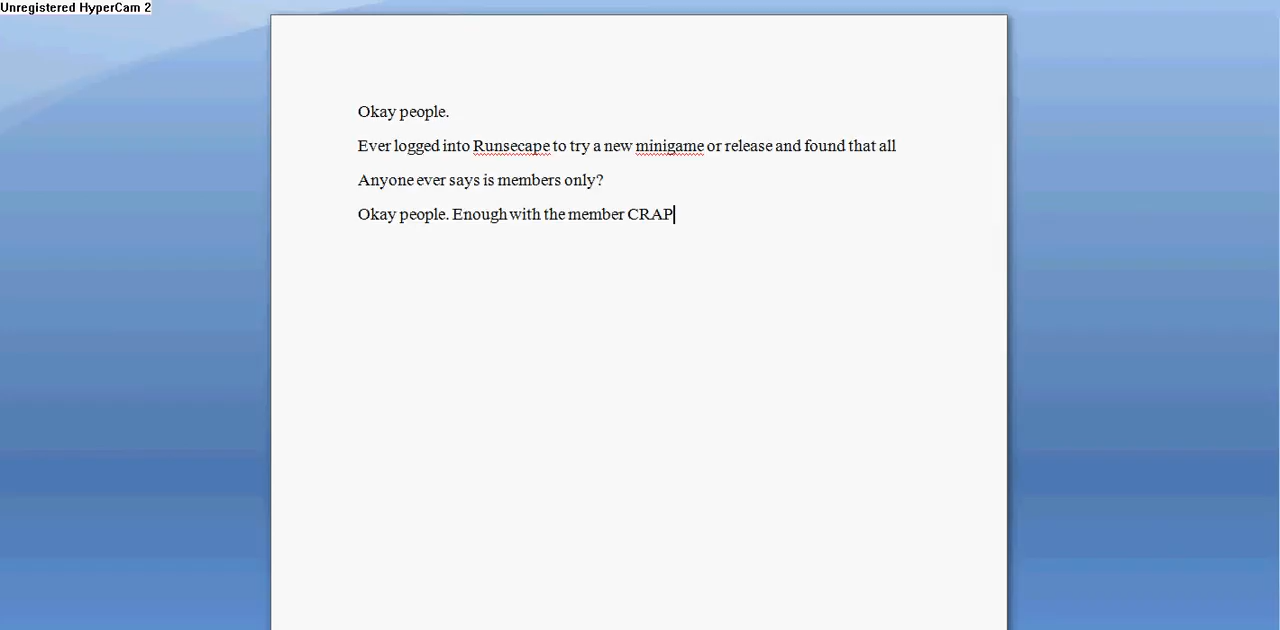 Unregistered HyperCam 2
Okay people.
Ever logged into Runsecape to try a new minigame or release and found that all
Anyone ever says is members only?
Okay people. Enough with the member CRAP